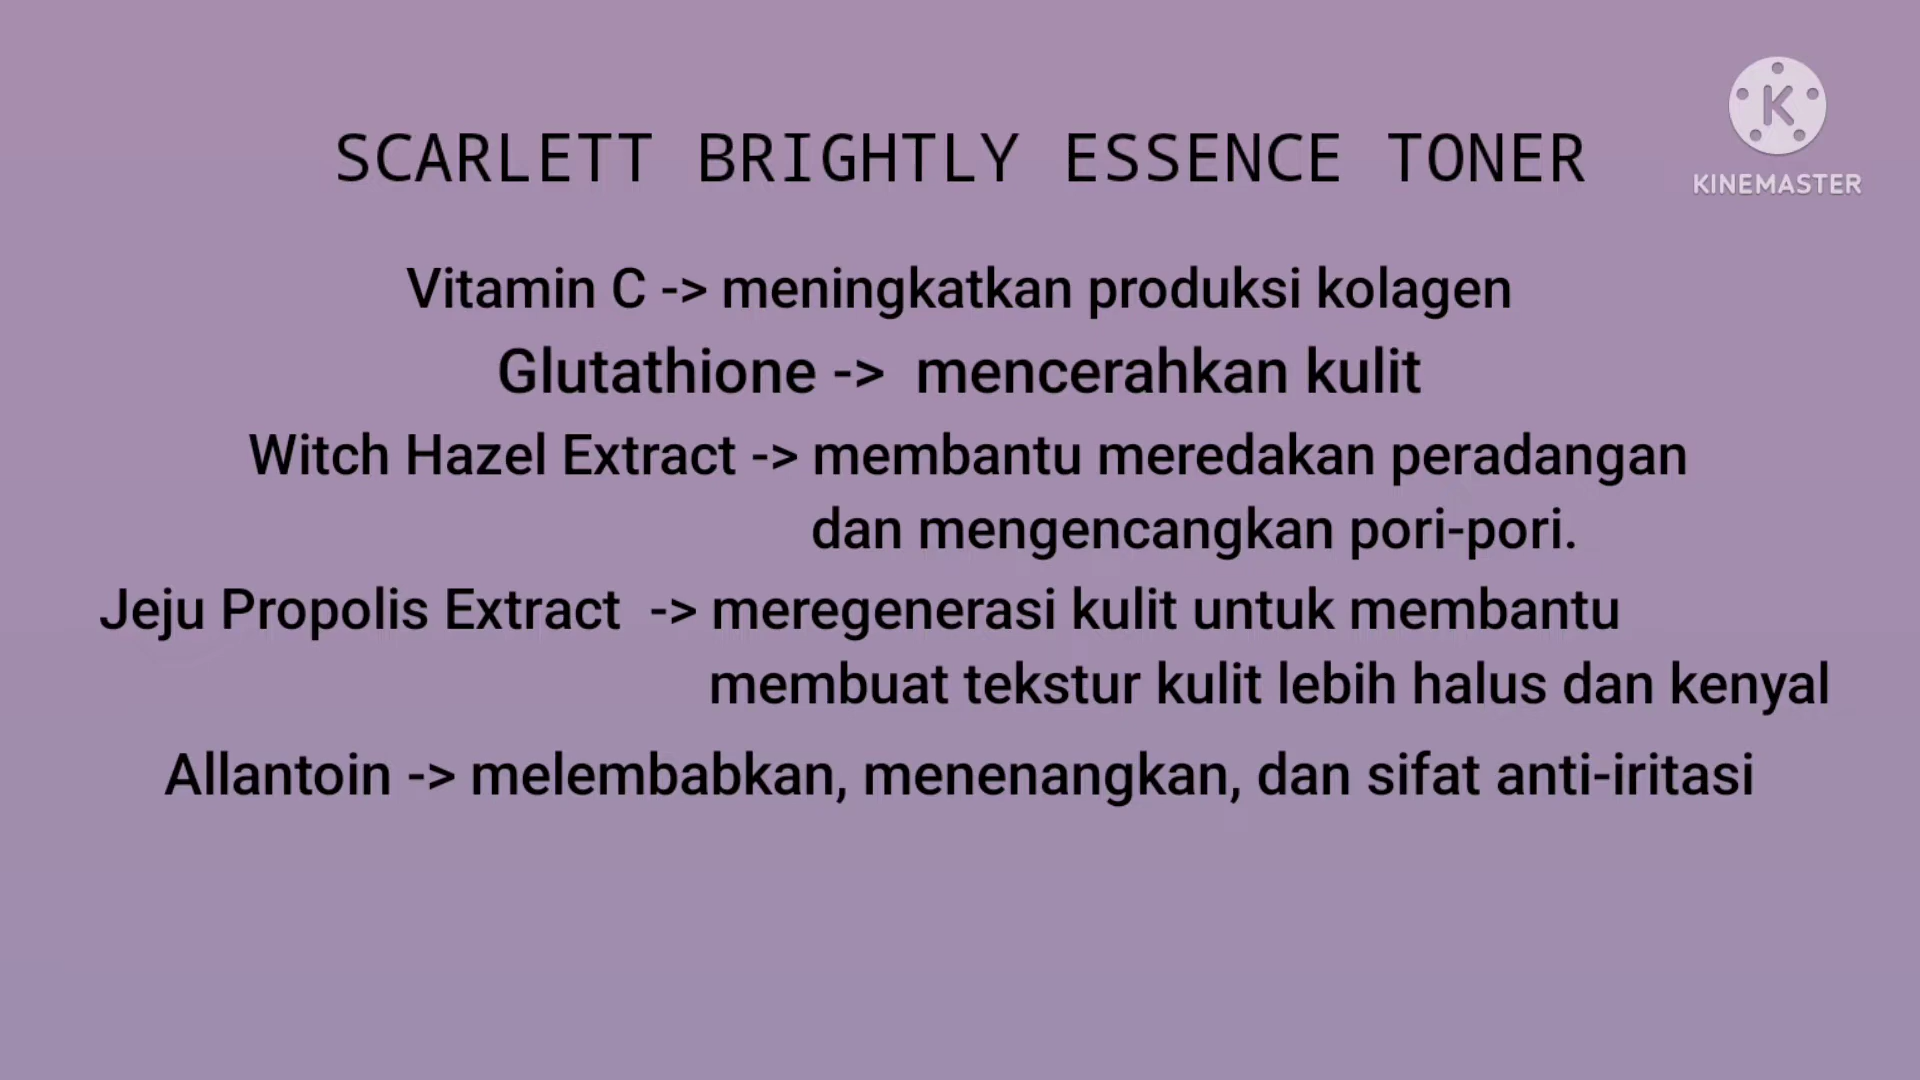 SCARLETT BRIGHTLY ESSENCE TONER
KINEMASTER
Vitamin C -> meningkatkan produksi kolagen
Glutathione -> mencerahkan kulit
Witch Hazel Extract -> membantu meredakan peradangan
dan mengencangkan pori-pori.
Jeju Propolis Extract -> meregenerasi kulit untuk membantu
membuat tekstur kulit lebih halus dan kenyal
Allantoin -> melembabkan, menenangkan, dan sifat anti-iritasi